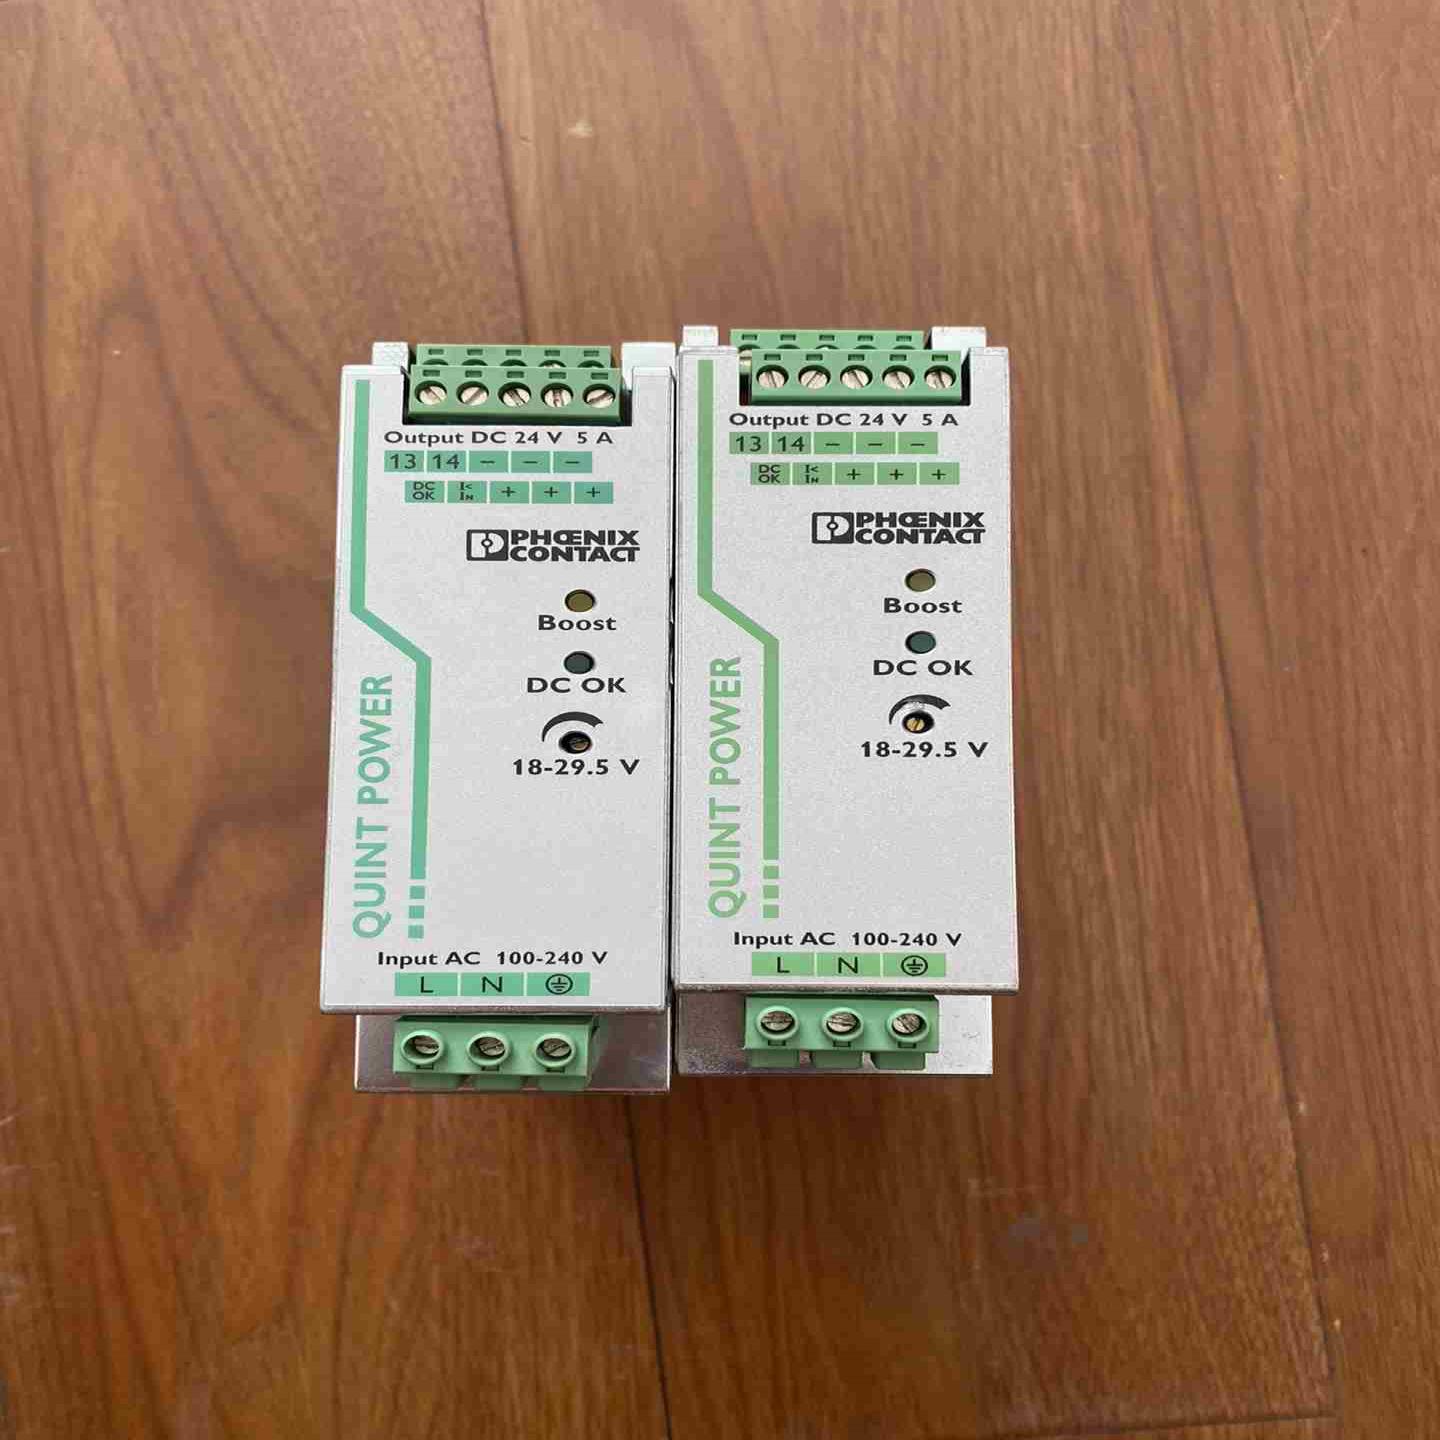 Output DC 24 V 5 A
13 14 – – –
DC OK I< IN + + +
PHŒNIX
CONTACT
Boost
DC OK
18-29.5 V
QUINT POWER
Input AC 100-240 V
L N
Output DC 24 V 5 A
13 14 – – –
DC OK I< IN + + +
PHŒNIX
CONTACT
Boost
DC OK
18-29.5 V
QUINT POWER
Input AC 100-240 V
L N